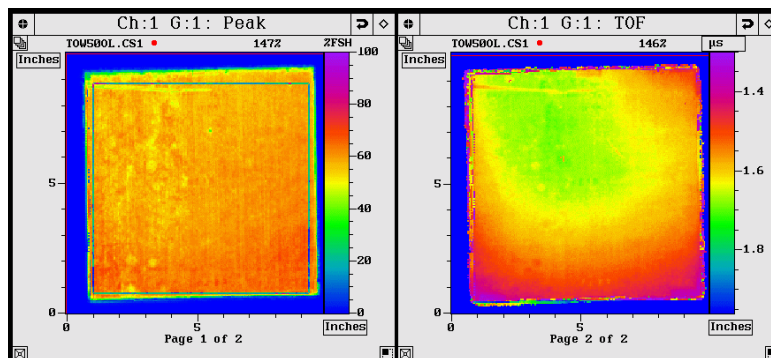 Ch:1 G:1: Peak
TOW500L.CS1
147%
%FSH
Inches
100
80
60
40
20
0
5
0
0
5
Inches
Page 1 of 2
Ch:1 G:1: TOF
TOW500L.CS1
146%
µs
Inches
1.4
1.6
1.8
5
0
0
5
Inches
Page 2 of 2